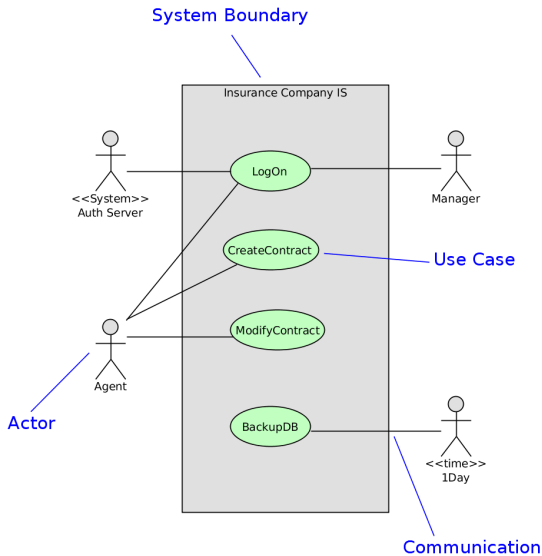 System Boundary
Insurance Company IS
LogOn
<<System>>
Auth Server
Manager
CreateContract
Use Case
ModifyContract
Agent
Actor
BackupDB
<<time>>
1Day
Communication